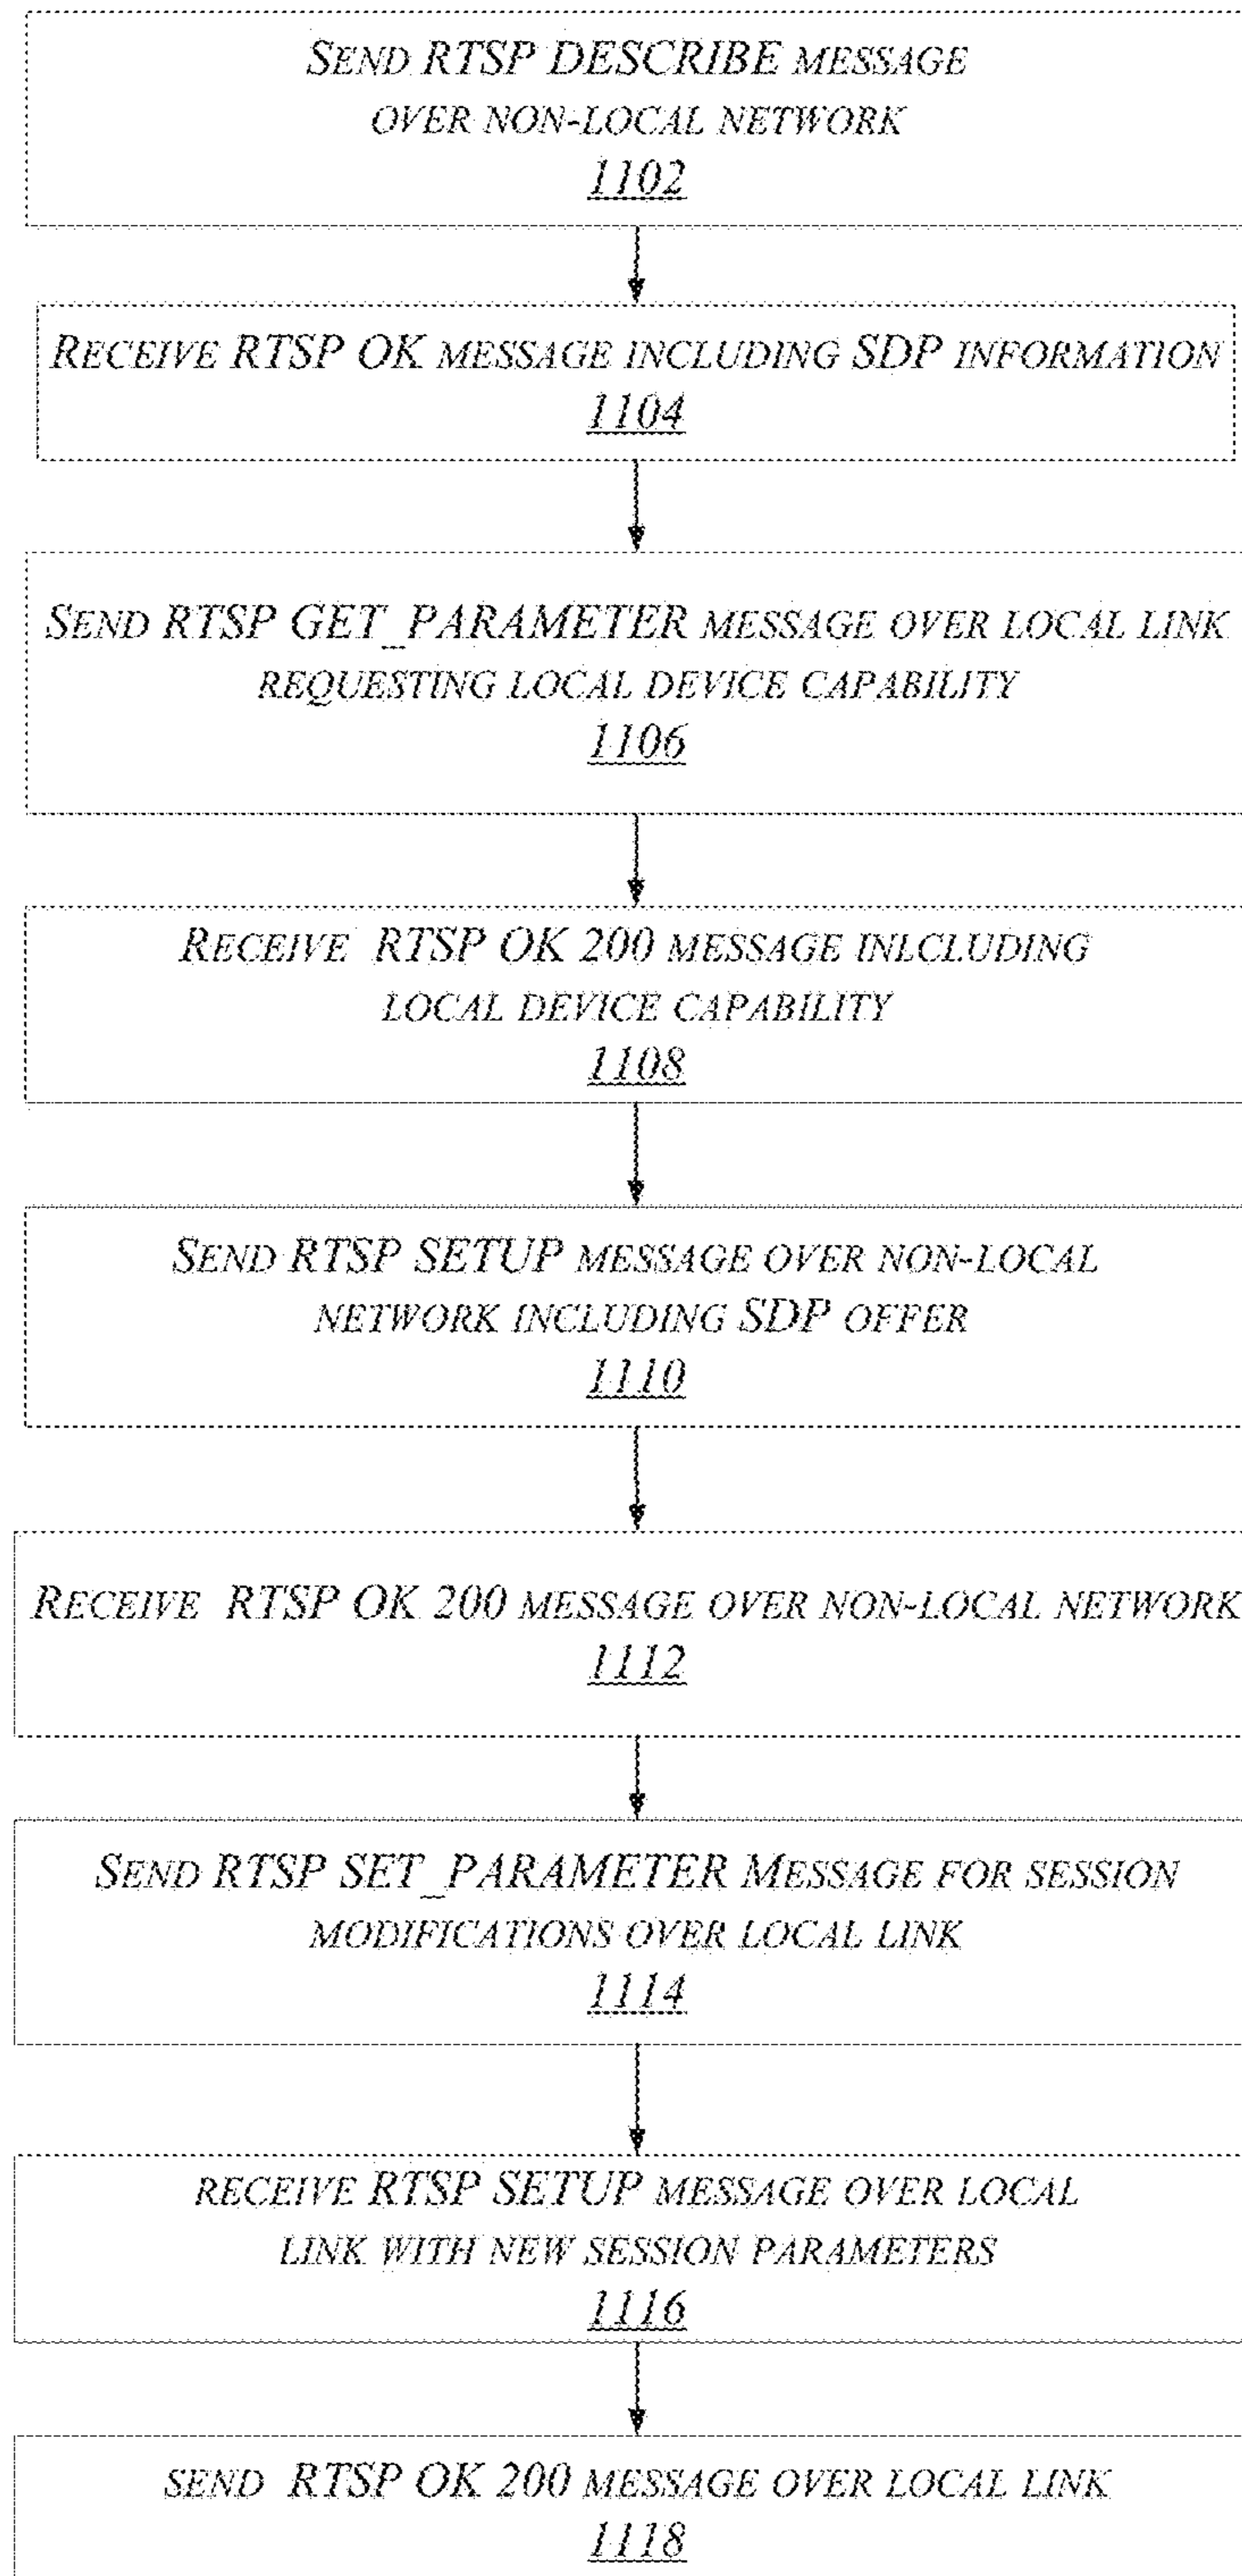 SEND RTSP DESCRIBE MESSAGE
OVER NON-LOCAL NETWORK
1102
RECEIVE RTSP OK MESSAGE INCLUDING SDP INFORMATION
1104
SEND RTSP GET_PARAMETER MESSAGE OVER LOCAL LINK
REQUESTING LOCAL DEVICE CAPABILITY
1106
RECEIVE RTSP OK 200 MESSAGE INLCLUDING
LOCAL DEVICE CAPABILITY
1108
SEND RTSP SETUP MESSAGE OVER NON-LOCAL
NETWORK INCLUDING SDP OFFER
1110
RECEIVE RTSP OK 200 MESSAGE OVER NON-LOCAL NETWORK
1112
SEND RTSP SET_PARAMETER MESSAGE FOR SESSION
MODIFICATIONS OVER LOCAL LINK
1114
RECEIVE RTSP SETUP MESSAGE OVER LOCAL
LINK WITH NEW SESSION PARAMETERS
1116
SEND RTSP OK 200 MESSAGE OVER LOCAL LINK
1118